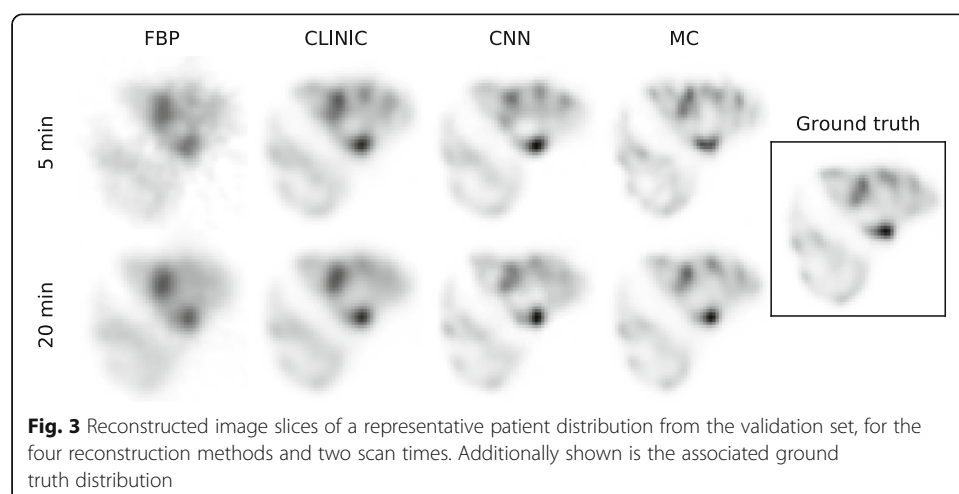 FBP CLINIC CNN MC
5 min
Ground truth
20 min
Fig. 3 Reconstructed image slices of a representative patient distribution from the validation set, for the
four reconstruction methods and two scan times. Additionally shown is the associated ground
truth distribution